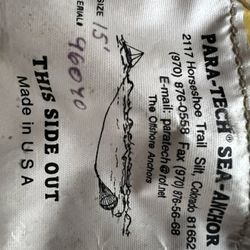 PARA-TECH® SEA-ANCHOR
2117 Horseshoe Trail Silt, Colorado 81652
(970) 876-0558 Fax (970) 876-56-68
E-mail: paratech@rof.net
The Offshore Anchors
SIZE 15'
SERIAL# 96040
THIS SIDE OUT
Made in U S A